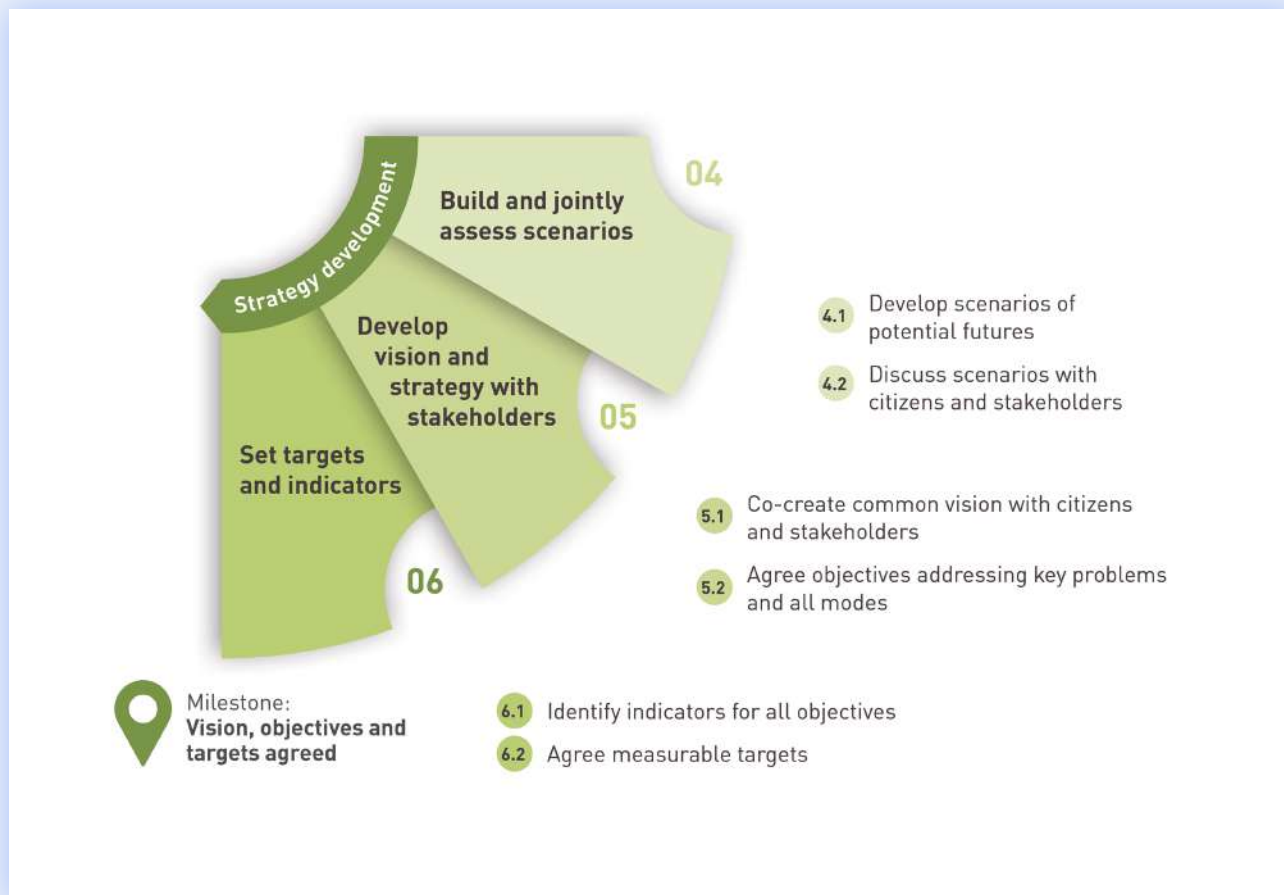 Strategy development
Build and jointly
assess scenarios
04
Develop
vision and
strategy with
stakeholders
05
Set targets
and indicators
06
4.1 Develop scenarios of
potential futures
4.2 Discuss scenarios with
citizens and stakeholders
5.1 Co-create common vision with citizens
and stakeholders
5.2 Agree objectives addressing key problems
and all modes
Milestone:
Vision, objectives and
targets agreed
6.1 Identify indicators for all objectives
6.2 Agree measurable targets